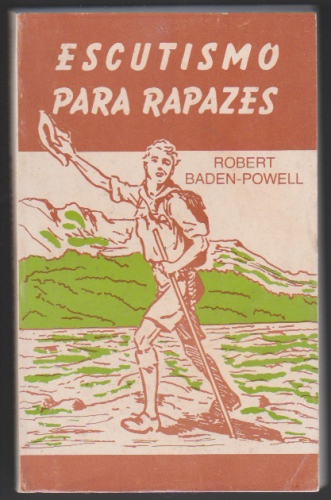 ESCUTISMO
PARA RAPAZES
ROBERT
BADEN-POWELL